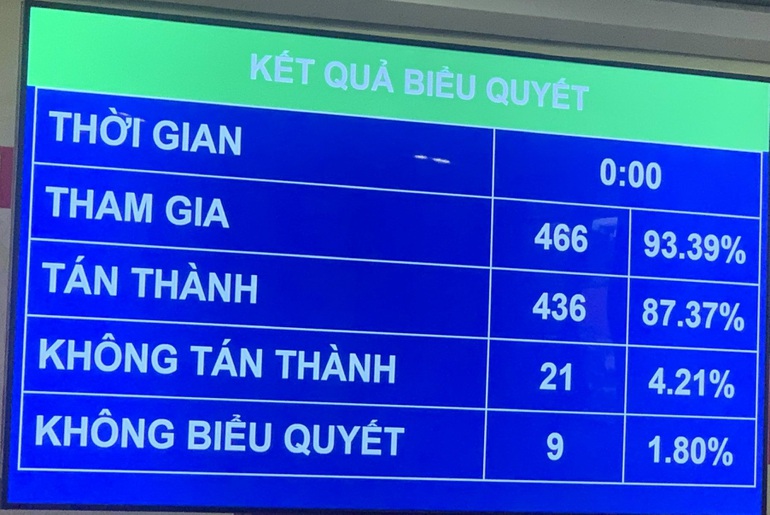 KẾT QUẢ BIỂU QUYẾT
THỜI GIAN 0:00
THAM GIA 466 93.39%
TÁN THÀNH 436 87.37%
KHÔNG TÁN THÀNH 21 4.21%
KHÔNG BIỂU QUYẾT 9 1.80%